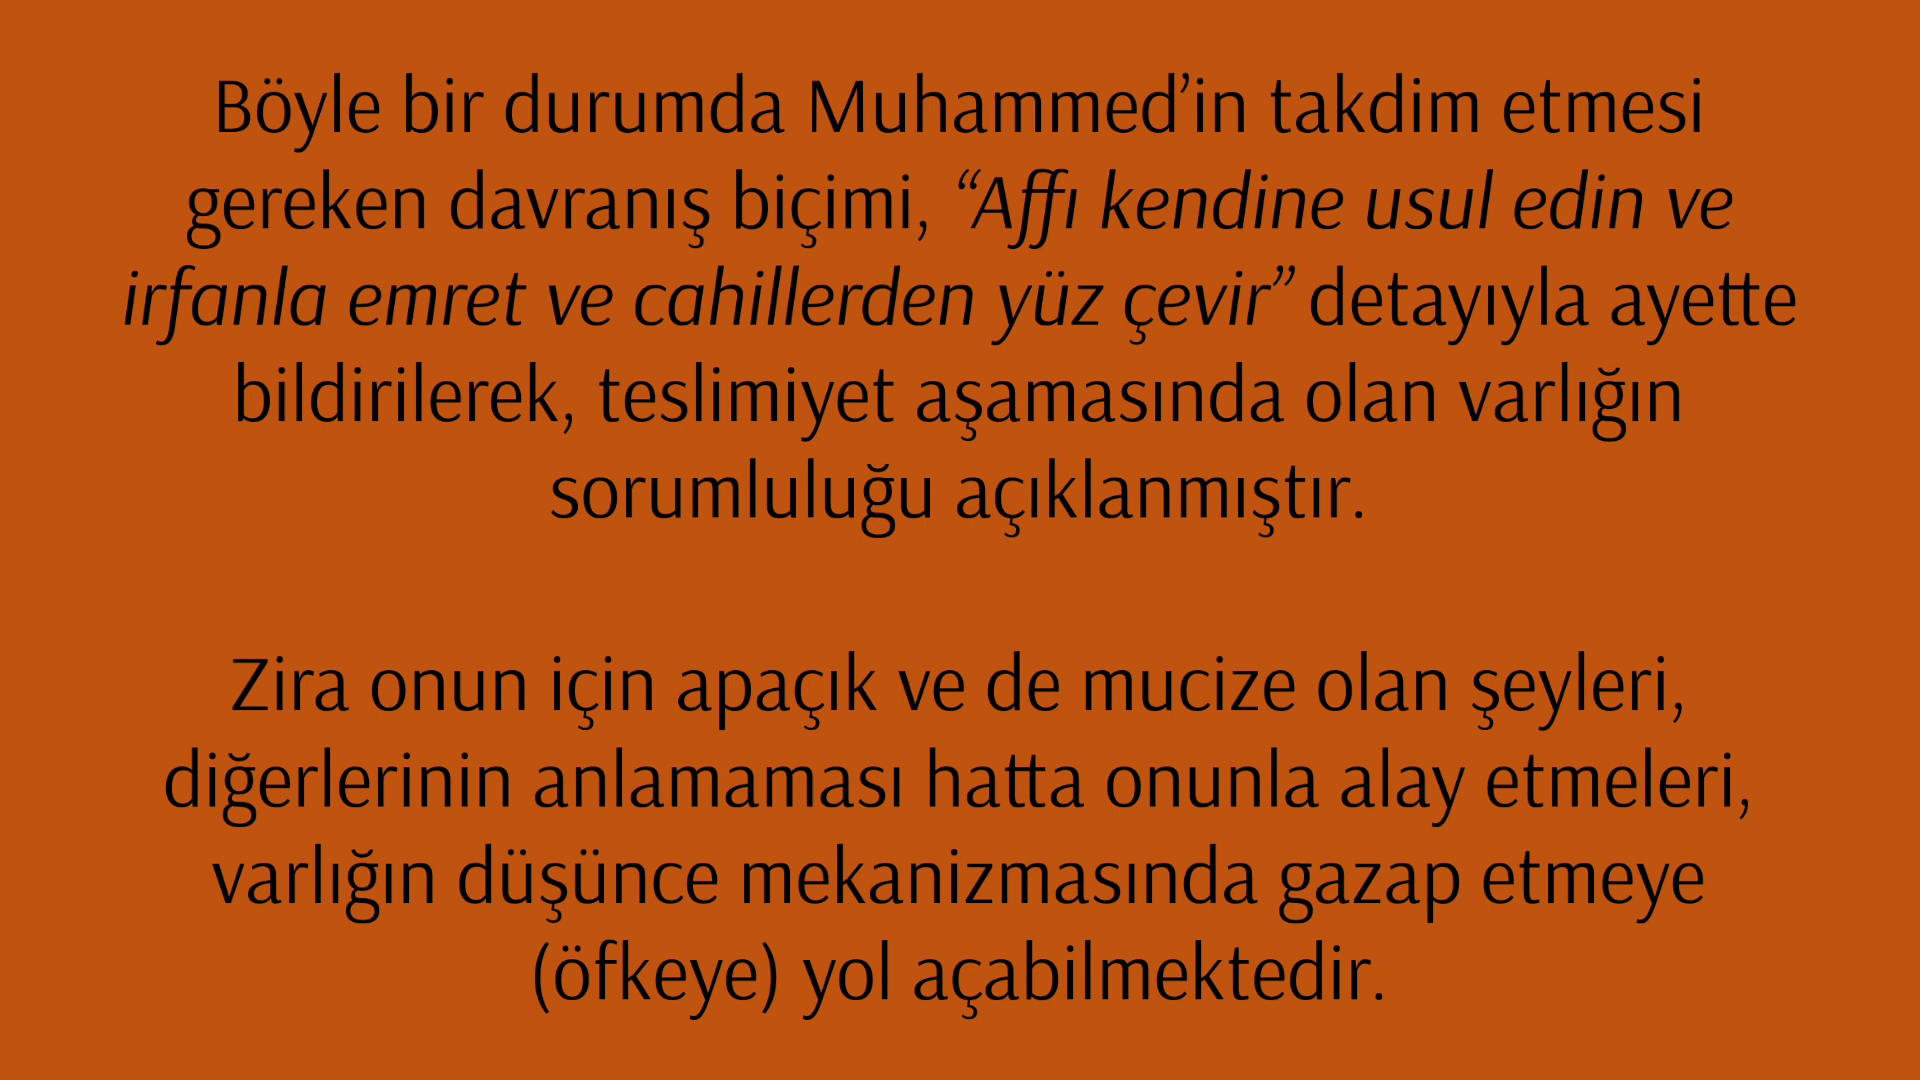 Böyle bir durumda Muhammed’in takdim etmesi
gereken davranış biçimi, “Affı kendine usul edin ve
irfanla emret ve cahillerden yüz çevir” detayıyla ayette
bildirilerek, teslimiyet aşamasında olan varlığın
sorumluluğu açıklanmıştır.
Zira onun için apaçık ve de mucize olan şeyleri,
diğerlerinin anlamaması hatta onunla alay etmeleri,
varlığın düşünce mekanizmasında gazap etmeye
(öfkeye) yol açabilmektedir.